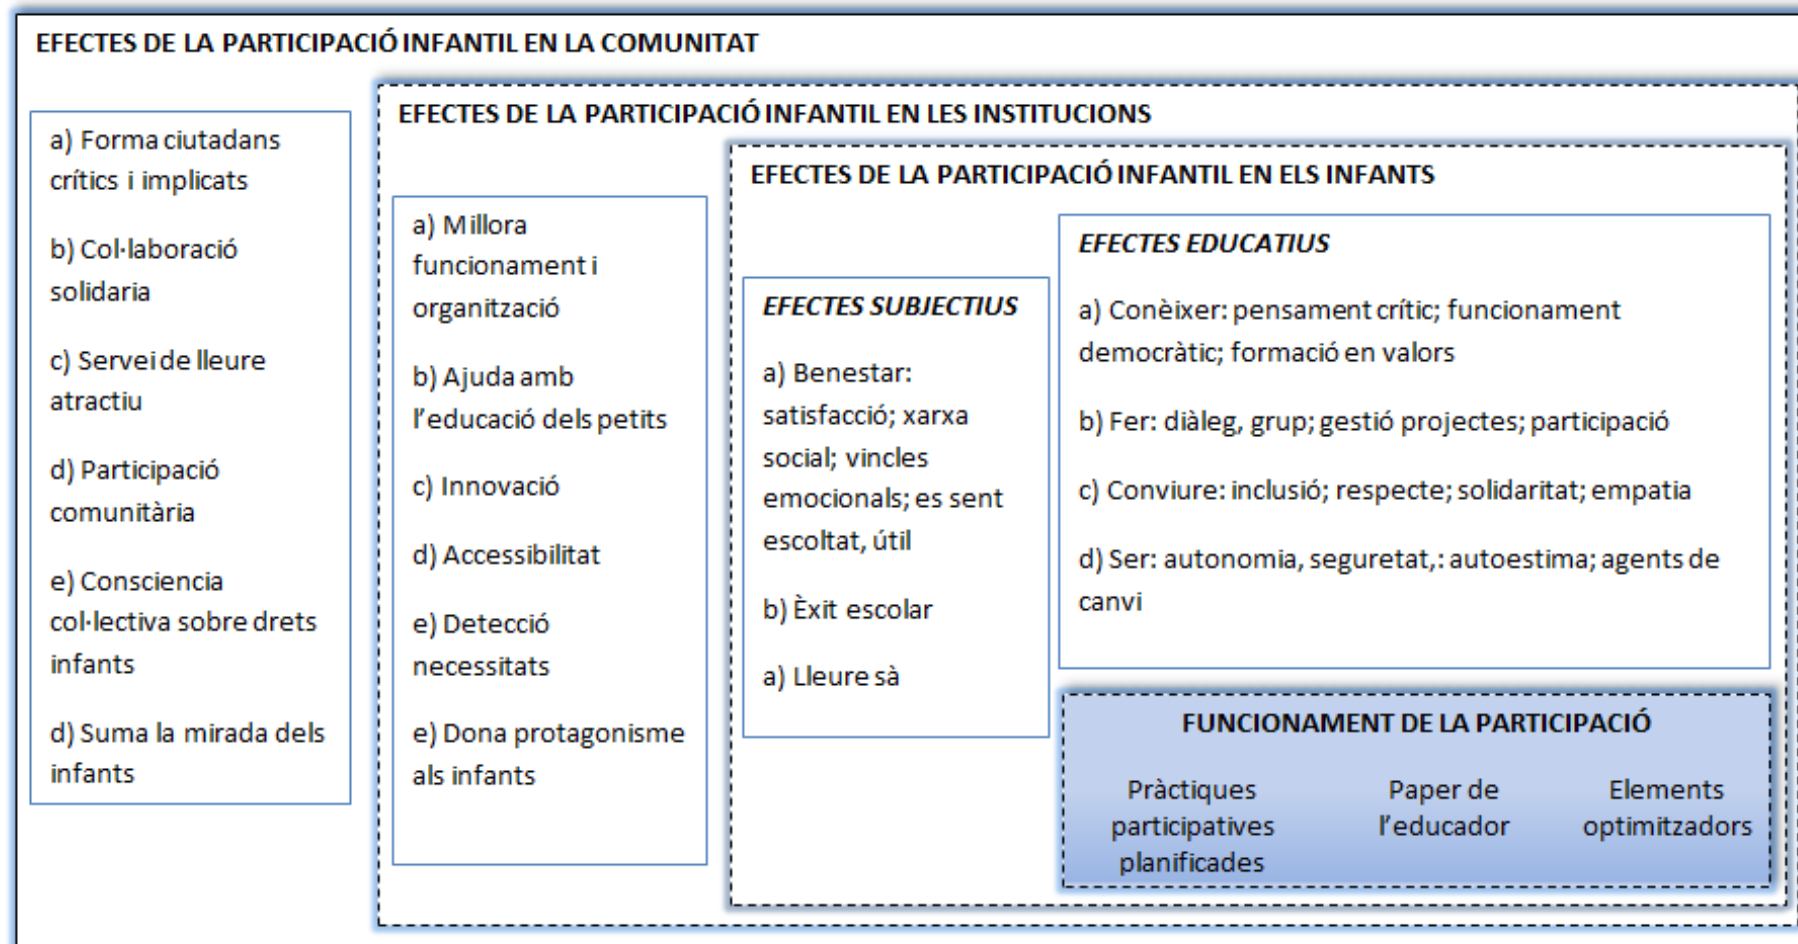 EFECTES DE LA PARTICIPACIÓ INFANTIL EN LA COMUNITAT
a) Forma ciutadans
crítics i implicats
b) Col·laboració
solidaria
c) Servei de lleure
atractiu
d) Participació
comunitària
e) Consciencia
col·lectiva sobre drets
infants
d) Suma la mirada dels
infants
EFECTES DE LA PARTICIPACIÓ INFANTIL EN LES INSTITUCIONS
a) Millora
funcionament i
organització
b) Ajuda amb
l'educació dels petits
c) Innovació
d) Accessibilitat
e) Detecció
necessitats
e) Dona protagonisme
als infants
EFECTES DE LA PARTICIPACIÓ INFANTIL EN ELS INFANTS
EFECTES SUBJECTIUS
a) Benestar:
satisfacció; xarxa
social; vincles
emocionals; es sent
escoltat, útil
b) Èxit escolar
a) Lleure sà
EFECTES EDUCATIUS
a) Conèixer: pensament crític; funcionament
democràtic; formació en valors
b) Fer: diàleg, grup; gestió projectes; participació
c) Conviure: inclusió; respecte; solidaritat; empatia
d) Ser: autonomia, seguretat,: autoestima; agents de
canvi
FUNCIONAMENT DE LA PARTICIPACIÓ
Pràctiques
participatives
planificades
Paper de
l'educador
Elements
optimitzadors